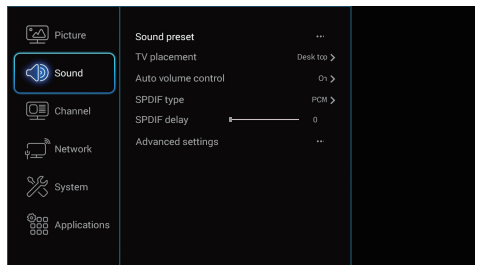 Picture
Sound
Channel
Network
System
Applications
Sound preset ...
TV placement Desk top >
Auto volume control On >
SPDIF type PCM >
SPDIF delay 0
Advanced settings ...